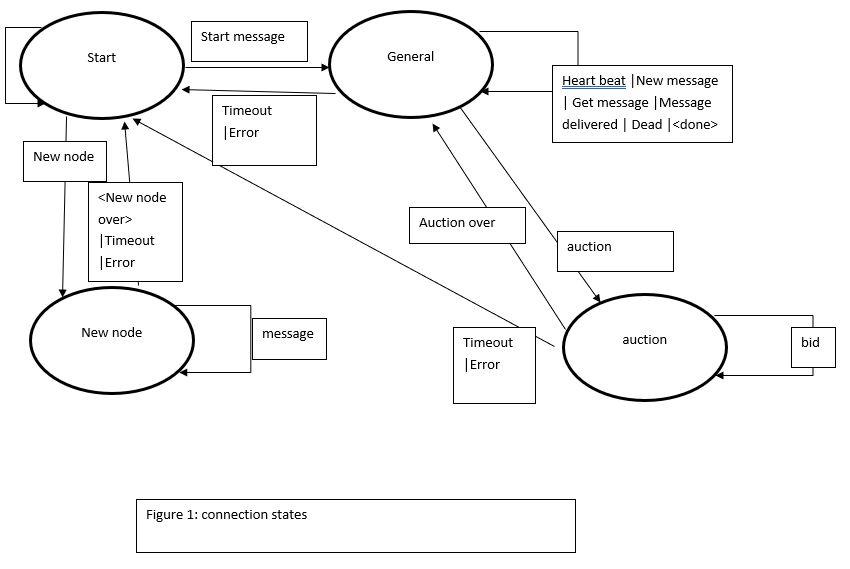 Start
Start message
General
Heart beat |New message
| Get message |Message
delivered | Dead |<done>
Timeout
|Error
New node
<New node
over>
|Timeout
|Error
Auction over
auction
New node
message
Timeout
|Error
auction
bid
Figure 1: connection states